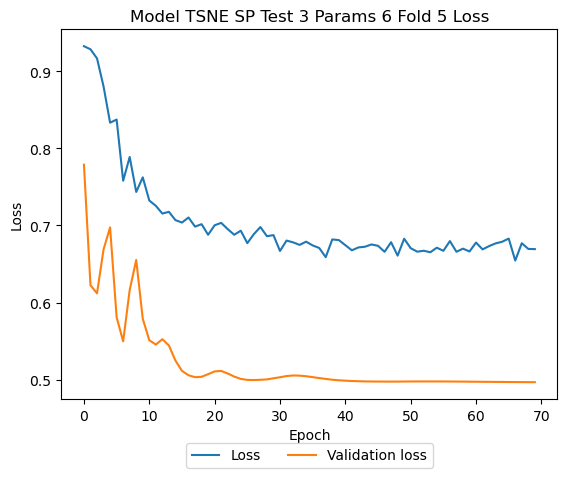 Model TSNE SP Test 3 Params 6 Fold 5 Loss
Loss
0.9
0.8
0.7
0.6
0.5
0 10 20 30 40 50 60 70
Epoch
Loss Validation loss